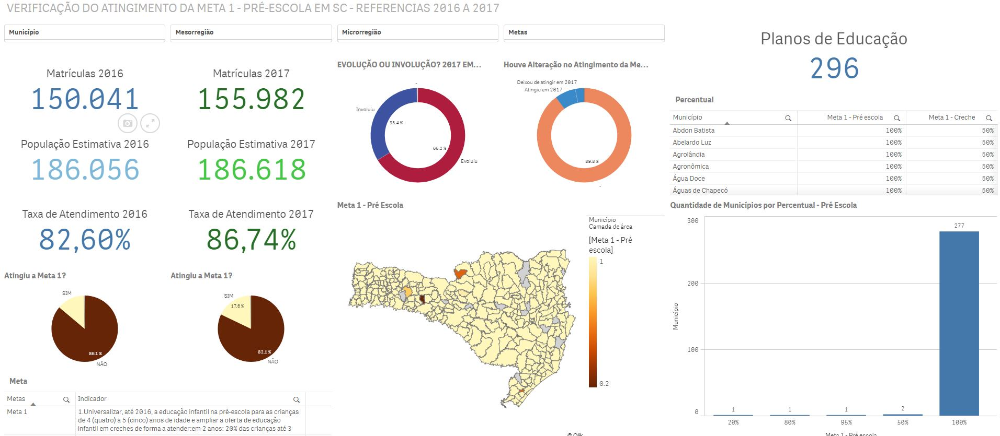 VERIFICAÇÃO DO ATINGIMENTO DA META 1 - PRÉ-ESCOLA EM SC - REFERENCIAS 2016 A 2017
Município
Mesorregião
Microrregião
Metas
Matrículas 2016
150.041
Matrículas 2017
155.982
População Estimativa 2016
186.056
População Estimativa 2017
186.618
Taxa de Atendimento 2016
82,60%
Taxa de Atendimento 2017
86,74%
Atingiu a Meta 1?
SIM
86.1 %
NÃO
Atingiu a Meta 1?
SIM
17.6 %
82.1 %
NÃO
Meta
Metas
Indicador
Meta 1
1.Universalizar, até 2016, a educação infantil na pré-escola para as crianças
de 4 (quatro) a 5 (cinco) anos de idade e ampliar a oferta de educação
infantil em creches de forma a atender:em 2 anos: 20% das crianças até 3
EVOLUÇÃO OU INVOLUÇÃO? 2017 EM...
-
Involuiu
33.4 %
66.2 %
Evoluiu
Houve Alteração no Atingimento da Me...
Deixou de atingir em 2017
Atingiu em 2017
89.8 %
-
Meta 1 - Pré Escola
Município
Camada de área
[Meta 1 - Pré
escola]
1
0.2
© Qlik
Planos de Educação
296
Percentual
Município
Meta 1 - Pré escola
Meta 1 - Creche
Abdon Batista 100% 50%
Abelardo Luz 100% 50%
Agrolândia 100% 50%
Agronômica 100% 50%
Água Doce 100% 50%
Águas de Chapecó 100% 50%
Quantidade de Municípios por Percentual - Pré Escola
300
200
100
0
Município
1
1
1
2
277
20%
80%
95%
50%
100%
Meta 1 - Pré escola